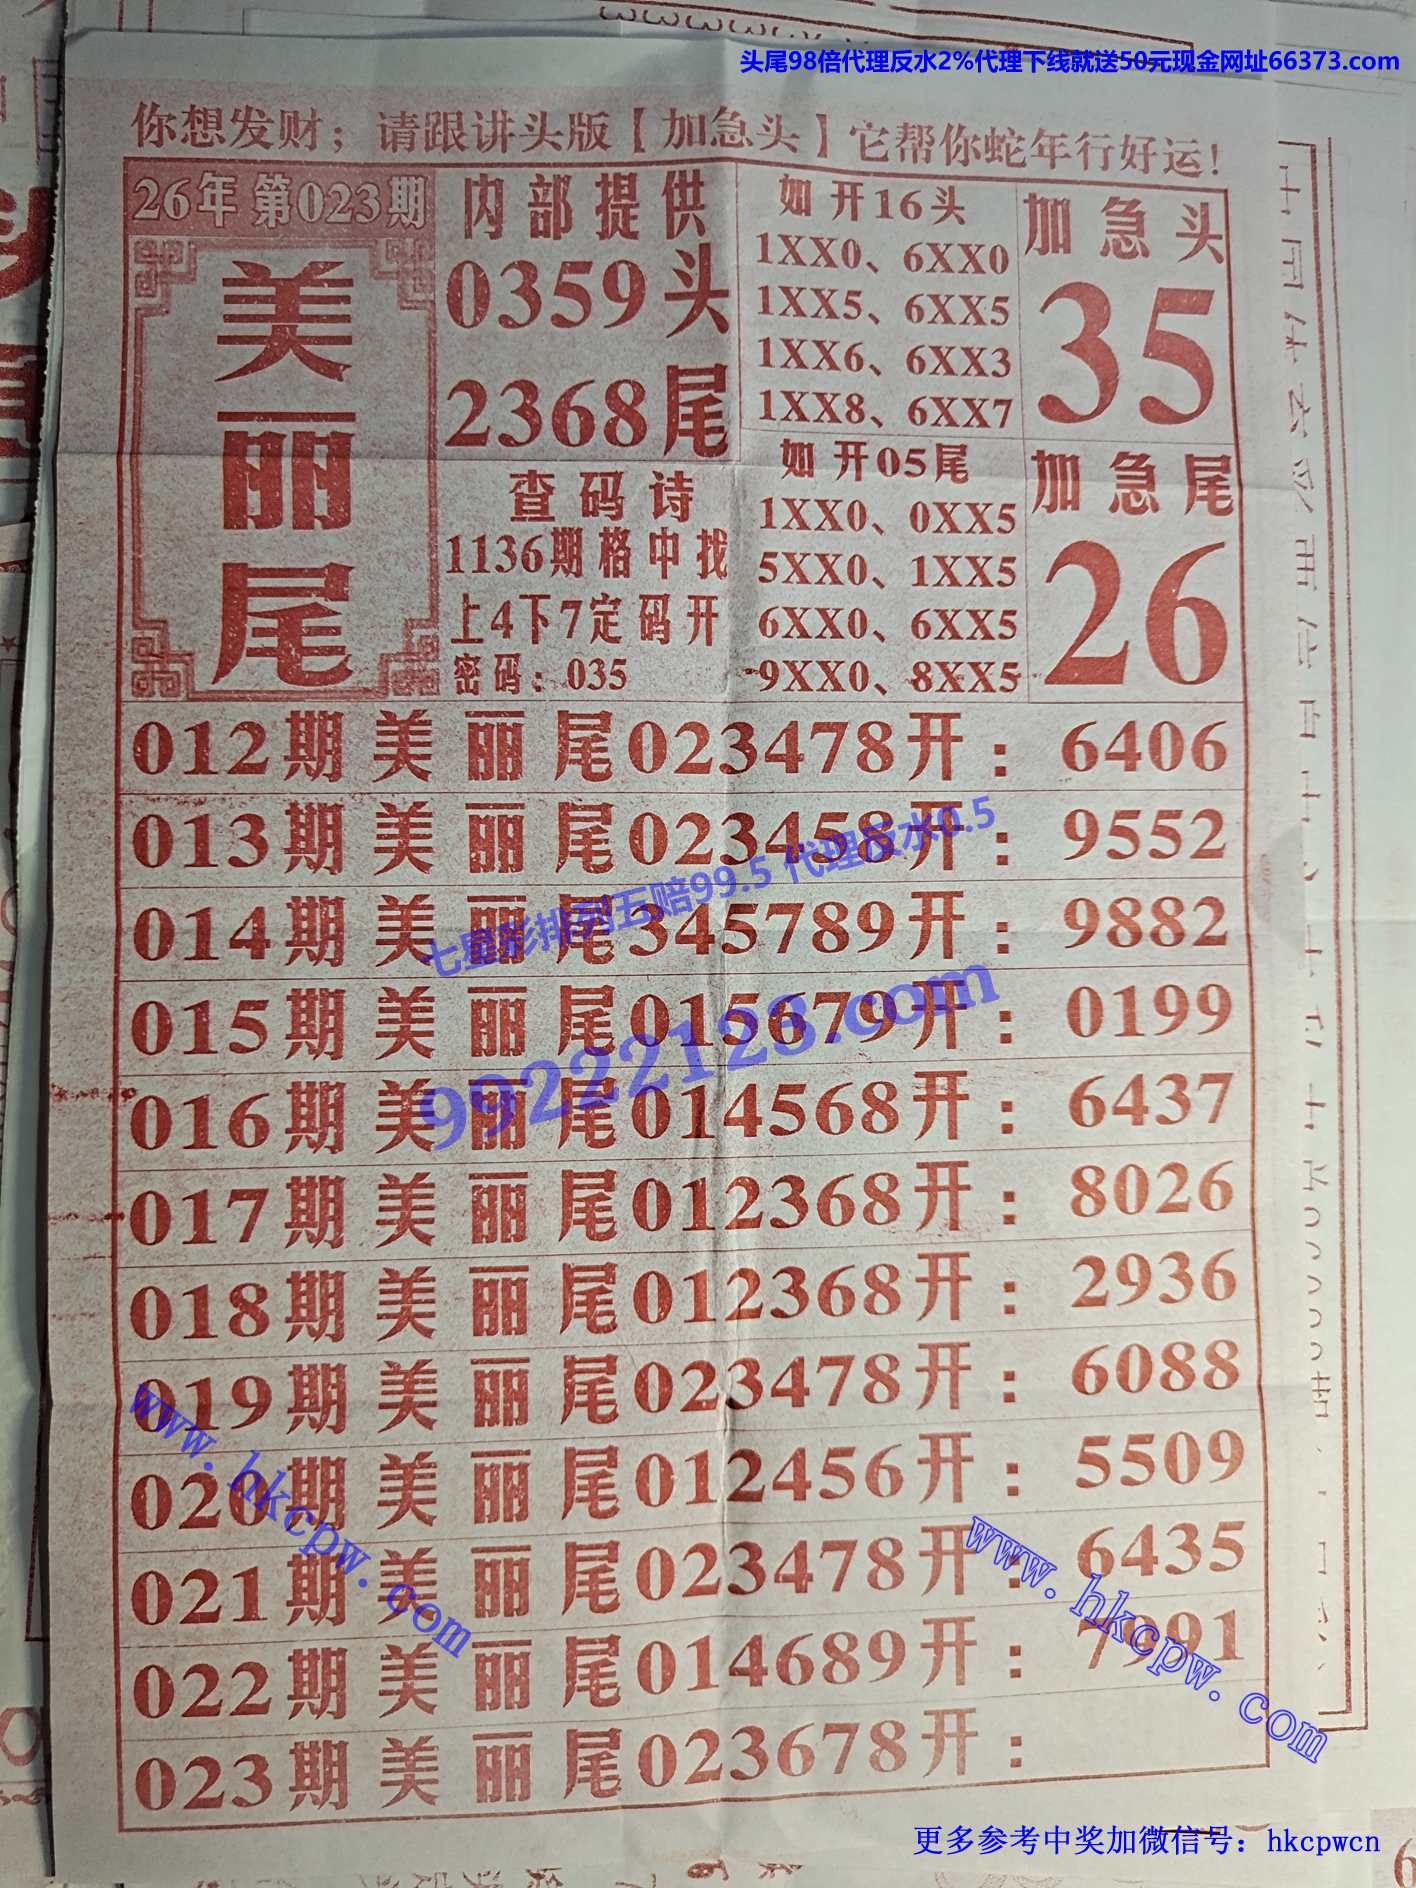 头尾98倍代理反水2%代理下线就送50元现金网址66373.com
你想发财；请跟讲头版【加急头】它帮你蛇年行好运！
26年 第023期
美丽尾
内部提供
0359头
2368尾
查码诗
1136期格中找
上4下7定码开
密码：035
如开16头
1XX0、6XX0
1XX5、6XX5
1XX6、6XX3
1XX8、6XX7
如开05尾
1XX0、0XX5
5XX0、1XX5
6XX0、6XX5
9XX0、8XX5
加急头
35
加急尾
26
012期美丽尾023478开：6406
013期美丽尾023458开：9552
014期美丽尾345789开：9882
015期美丽尾015679开：0199
016期美丽尾014568开：6437
017期美丽尾012368开：8026
018期美丽尾012368开：2936
019期美丽尾023478开：6088
020期美丽尾012456开：5509
021期美丽尾023478开：6435
022期美丽尾014689开：7991
023期美丽尾023678开：
七星彩排列五赔99.5 代理反水0.5
99222123.com
www.hkcpw.com
www.hkcpw.com
更多参考中奖加微信号：hkcpwcn